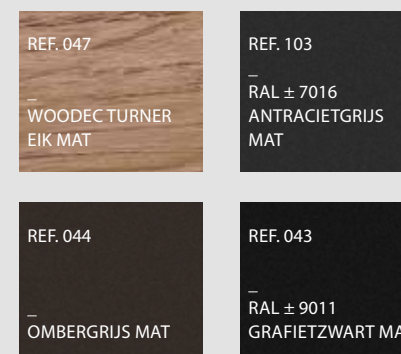 REF. 047
_
WOODEC TURNER
EIK MAT
REF. 103
_
RAL ± 7016
ANTRACIETGRIJS
MAT
REF. 044
_
OMBERGRIJS MAT
REF. 043
_
RAL ± 9011
GRAFIETZWART MA